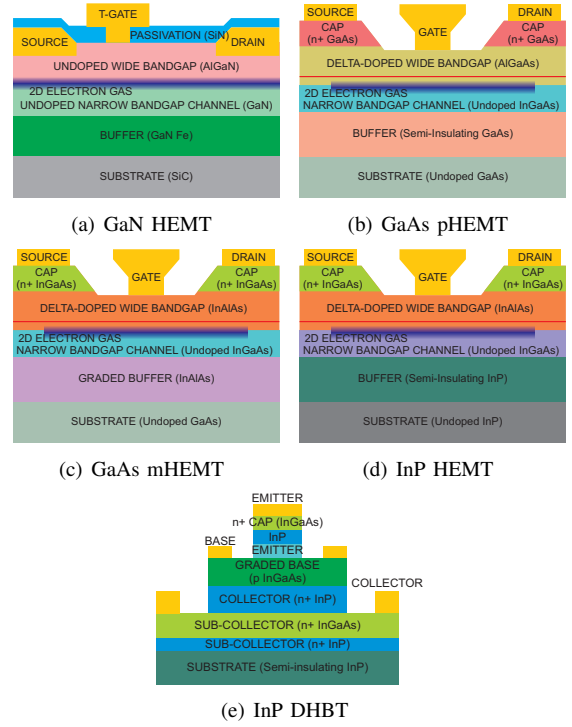 T-GATE
PASSIVATION (SiN)
SOURCE
DRAIN
UNDOPED WIDE BANDGAP (AlGaN)
2D ELECTRON GAS
UNDOPED NARROW BANDGAP CHANNEL (GaN)
BUFFER (GaN Fe)
SUBSTRATE (SiC)
(a) GaN HEMT
SOURCE
DRAIN
CAP
(n+ GaAs)
GATE
CAP
(n+ GaAs)
DELTA-DOPED WIDE BANDGAP (AlGaAs)
2D ELECTRON GAS
NARROW BANDGAP CHANNEL (Undoped InGaAs)
BUFFER (Semi-Insulating GaAs)
SUBSTRATE (Undoped GaAs)
(b) GaAs pHEMT
SOURCE
DRAIN
CAP
(n+ InGaAs)
GATE
CAP
(n+ InGaAs)
DELTA-DOPED WIDE BANDGAP (InAlAs)
2D ELECTRON GAS
NARROW BANDGAP CHANNEL (Undoped InGaAs)
GRADED BUFFER (InAlAs)
SUBSTRATE (Undoped GaAs)
(c) GaAs mHEMT
SOURCE
DRAIN
CAP
(n+ InGaAs)
GATE
CAP
(n+ InGaAs)
DELTA-DOPED WIDE BANDGAP (InAlAs)
2D ELECTRON GAS
NARROW BANDGAP CHANNEL (Undoped InGaAs)
BUFFER (Semi-Insulating InP)
SUBSTRATE (Undoped InP)
(d) InP HEMT
EMITTER
n+ CAP (InGaAs)
InP
BASE
EMITTER
GRADED BASE
(p InGaAs)
COLLECTOR
COLLECTOR (n+ InP)
SUB-COLLECTOR (n+ InGaAs)
SUB-COLLECTOR (n+ InP)
SUBSTRATE (Semi-insulating InP)
(e) InP DHBT